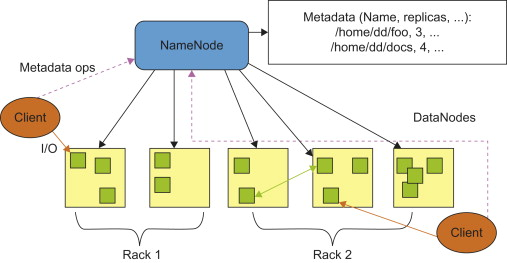 Metadata (Name, replicas, ...):
/home/dd/foo, 3, ...
/home/dd/docs, 4, ...
NameNode
Metadata ops
Client
I/O
DataNodes
Client
Rack 1
Rack 2